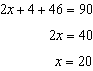 2x + 4 + 46 = 90
2x = 40
x = 20